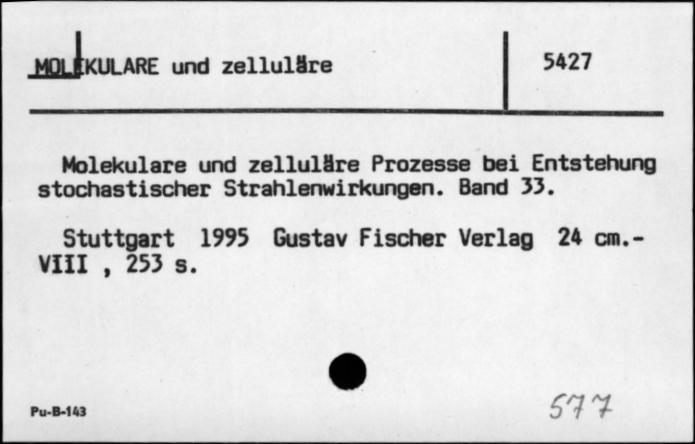 MOLEKULARE und zelluläre
5427
Molekulare und zelluläre Prozesse bei Entstehung
stochastischer Strahlenwirkungen. Band 33.
Stuttgart 1995 Gustav Fischer Verlag 24 cm.-
VIII , 253 s.
Pu-B-143
577